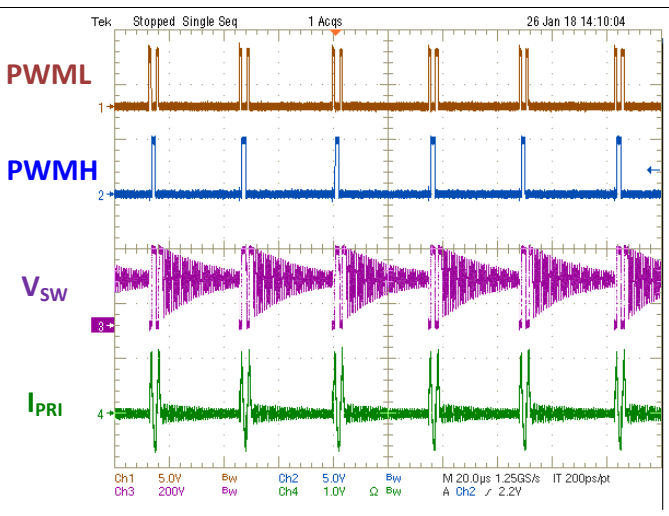 Tek Stopped Single Seq 1 Acqs 26 Jan 18 14:10:04
PWML
1
PWMH
2
VSW
3
IPRI
4
Ch1 5.0V Bw Ch2 5.0V Bw M 20.0µs 1.25GS/s IT 200ps/pt
Ch3 200V Bw Ch4 1.0V Ω Bw A Ch2 ∕ 2.2V